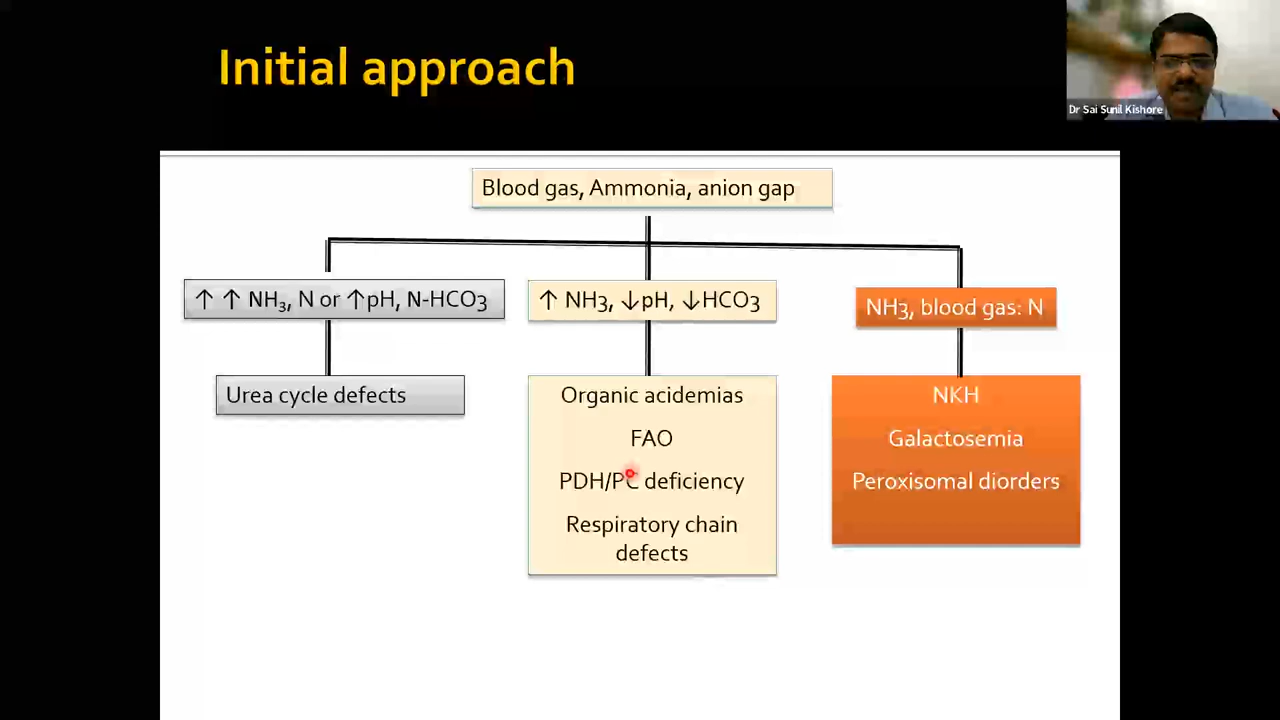 Initial approach
Dr Sai Sunil Kishore
Blood gas, Ammonia, anion gap
↑ ↑ NH₃, N or ↑pH, N-HCO3
↑ NH3, ↓pH, ↓HCO3
NH3, blood gas: N
Urea cycle defects
Organic acidemias
FAO
PDH/PC deficiency
Respiratory chain
defects
NKH
Galactosemia
Peroxisomal diorders